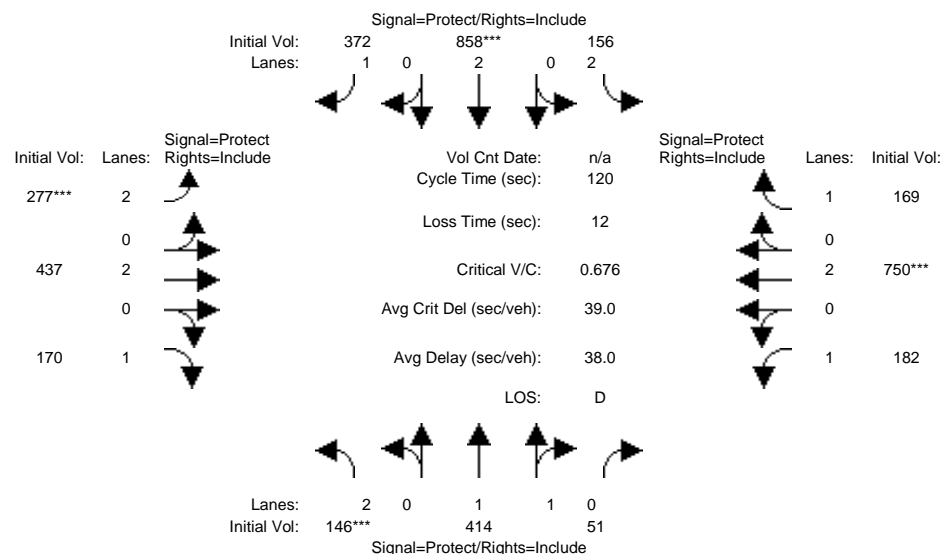 Signal=Protect/Rights=Include
Initial Vol: 372 858*** 156
Lanes: 1 0 2 0 2
Signal=Protect Signal=Protect
Initial Vol: Lanes: Rights=Include Vol Cnt Date: n/a Rights=Include Lanes: Initial Vol:
Cycle Time (sec): 120
277*** 2 1 169
Loss Time (sec): 12
0 0
437 2 Critical V/C: 0.676 2 750***
0 Avg Crit Del (sec/veh): 39.0 0
170 1 Avg Delay (sec/veh): 38.0 1 182
LOS: D
Lanes: 2 0 1 1 0
Initial Vol: 146*** 414 51
Signal=Protect/Rights=Include